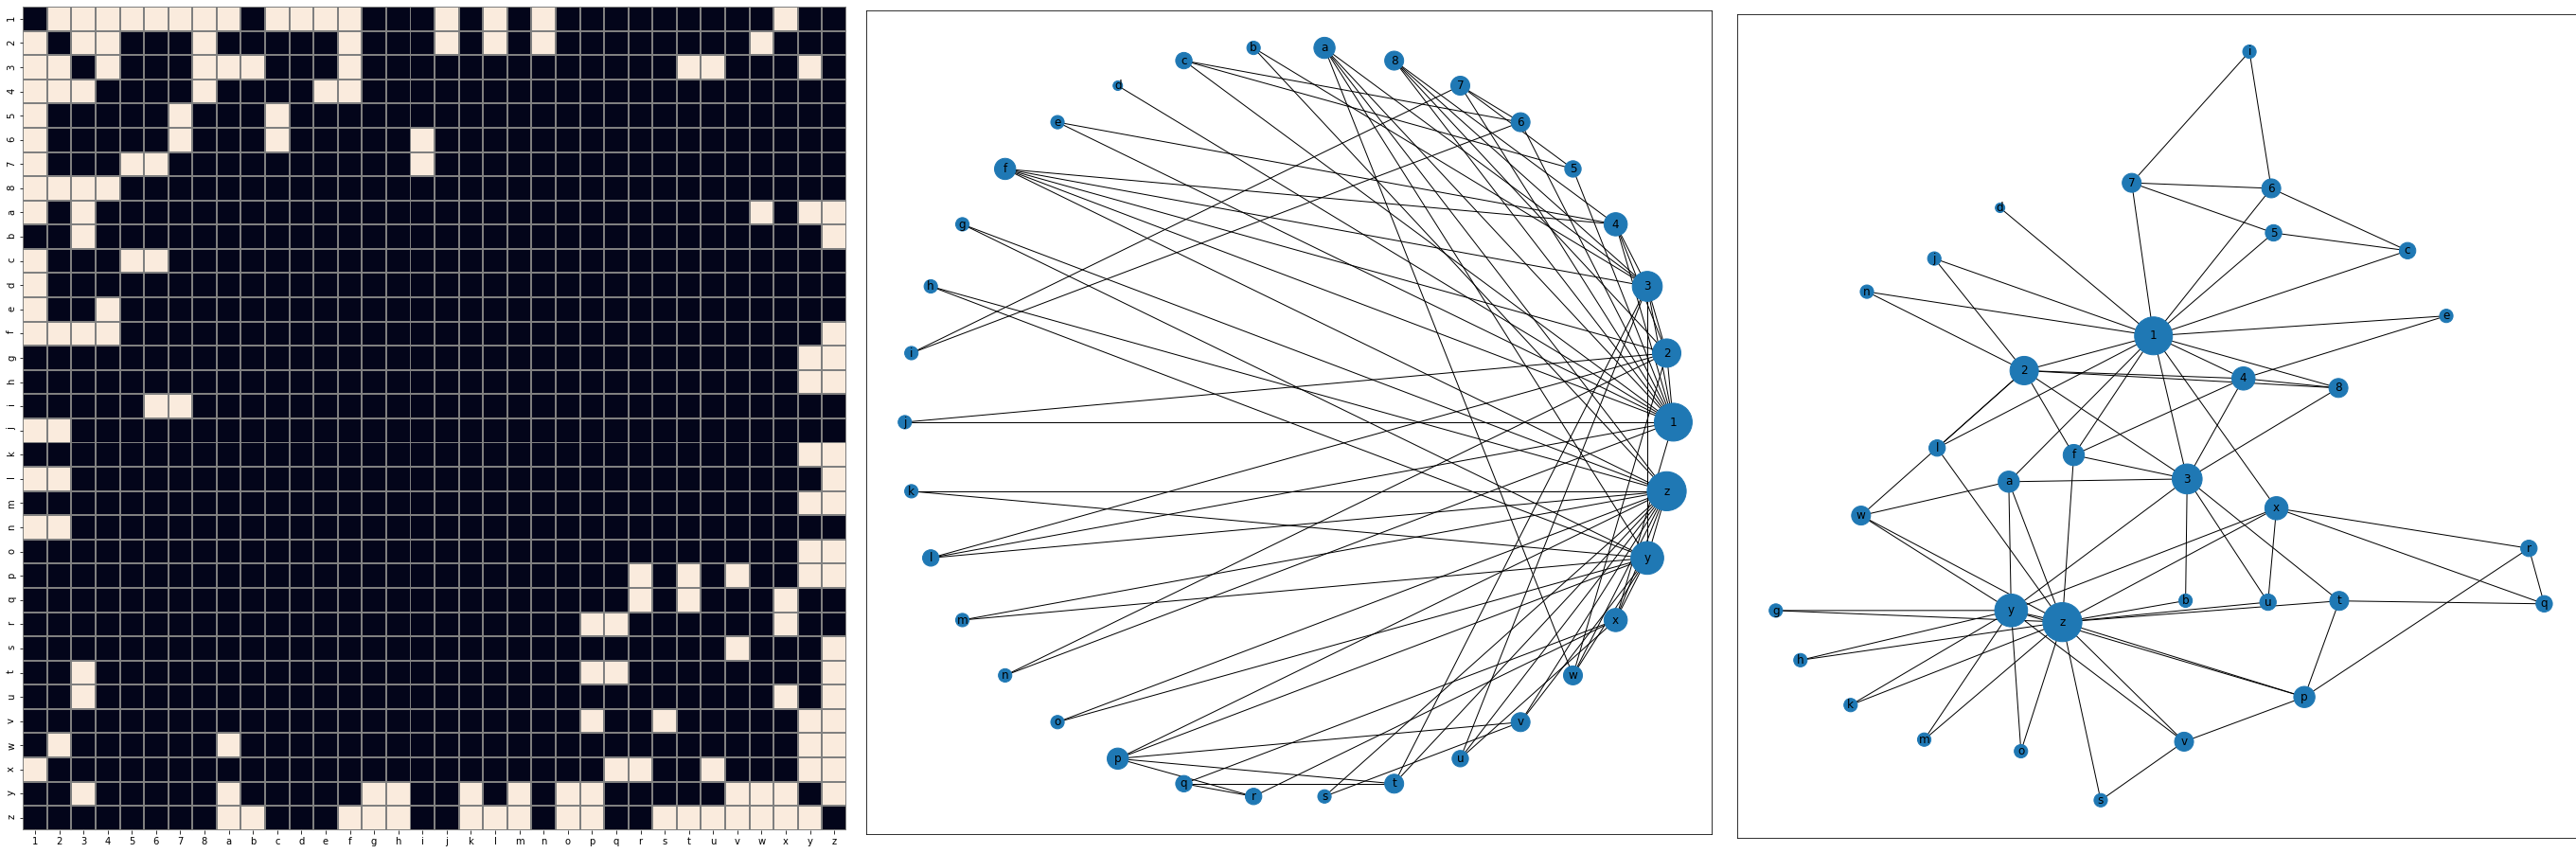 1
2
3
4
5
6
7
8
a
b
c
d
e
f
g
h
i
j
k
l
m
n
o
p
q
r
s
t
u
v
w
x
y
z
1 2 3 4 5 6 7 8 a b c d e f g h i j k l m n o p q r s t u v w x y z
b a
c 8
d 7
e 6
f 5
g 4
h 3
i 2
j 1
k z
l y
m x
n w
o v
p u
q t
r s
i
7 6
d
5
j c
n
e
1
2 4 8
l f
a 3
w x
r
g y z b u t q
h
k p
m o v
s